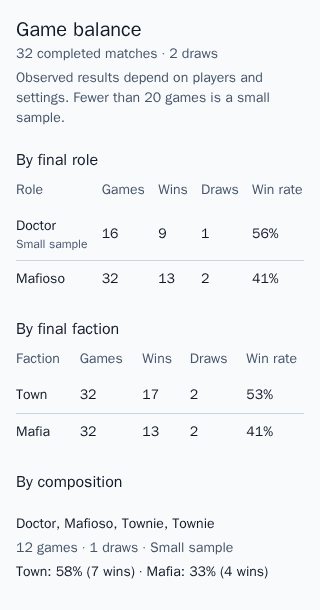 Game balance
32 completed matches · 2 draws
Observed results depend on players and
settings. Fewer than 20 games is a small
sample.
By final role
Role Games Wins Draws Win rate
Doctor
Small sample
16 9 1 56%
Mafioso 32 13 2 41%
By final faction
Faction Games Wins Draws Win rate
Town 32 17 2 53%
Mafia 32 13 2 41%
By composition
Doctor, Mafioso, Townie, Townie
12 games · 1 draws · Small sample
Town: 58% (7 wins) · Mafia: 33% (4 wins)